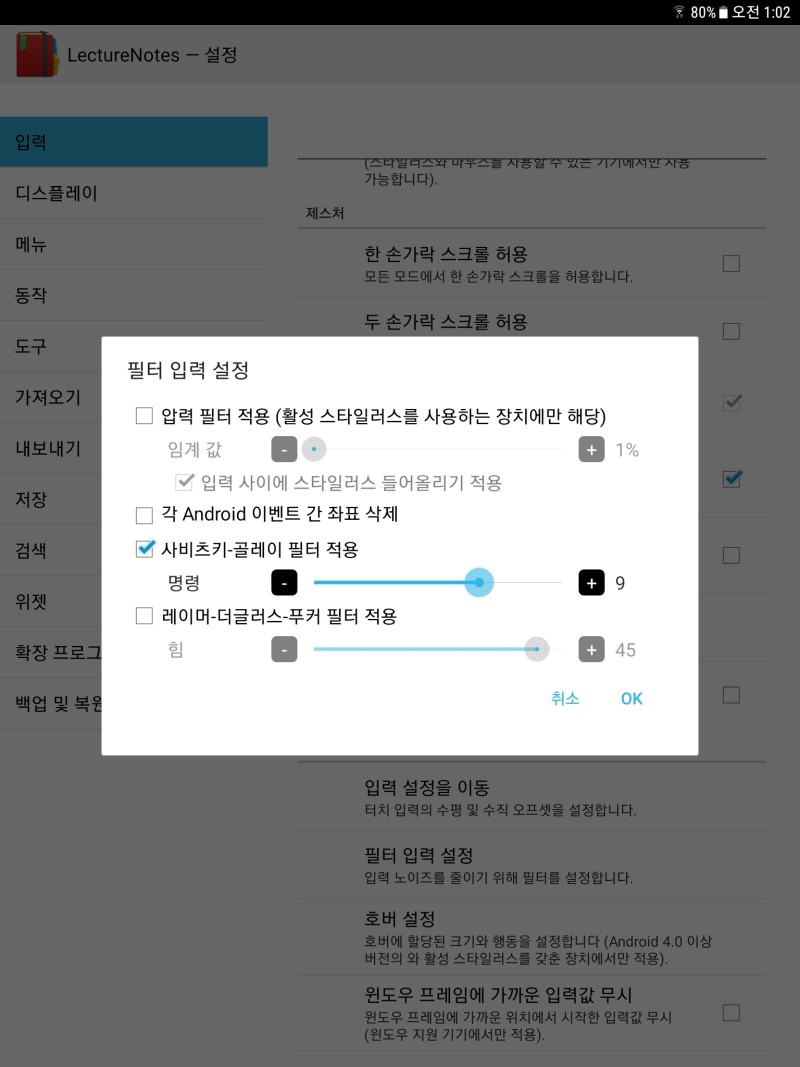 80% 오전 1:02
LectureNotes — 설정
입력
디스플레이
메뉴
동작
도구
가져오기
내보내기
저장
검색
위젯
확장 프로그
백업 및 복원
(스타일러스와 마우스를 사용할 수 있는 기기에서만 사용
가능합니다).
제스처
한 손가락 스크롤 허용
모든 모드에서 한 손가락 스크롤을 허용합니다.
두 손가락 스크롤 허용
필터 입력 설정
압력 필터 적용 (활성 스타일러스를 사용하는 장치에만 해당)
임계 값 - + 1%
입력 사이에 스타일러스 들어올리기 적용
각 Android 이벤트 간 좌표 삭제
사비츠키-골레이 필터 적용
명령 - + 9
레이머-더글러스-푸커 필터 적용
힘 - + 45
취소 OK
입력 설정을 이동
터치 입력의 수평 및 수직 오프셋을 설정합니다.
필터 입력 설정
입력 노이즈를 줄이기 위해 필터를 설정합니다.
호버 설정
호버에 할당된 크기와 행동을 설정합니다 (Android 4.0 이상
버전의 와 활성 스타일러스를 갖춘 장치에서만 적용).
윈도우 프레임에 가까운 입력값 무시
윈도우 프레임에 가까운 위치에서 시작한 입력값 무시
(윈도우 지원 기기에서만 적용).